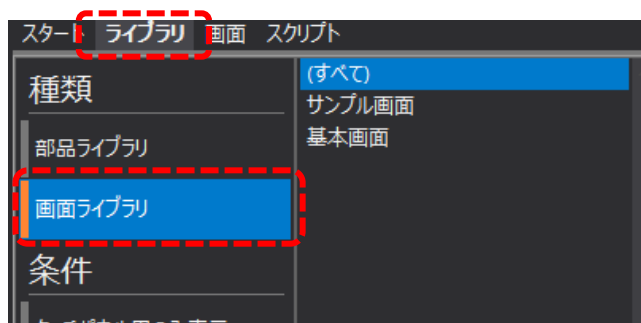 スタート ライブラリ 画面 スクリプト
種類
(すべて)
サンプル画面
基本画面
部品ライブラリ
画面ライブラリ
条件